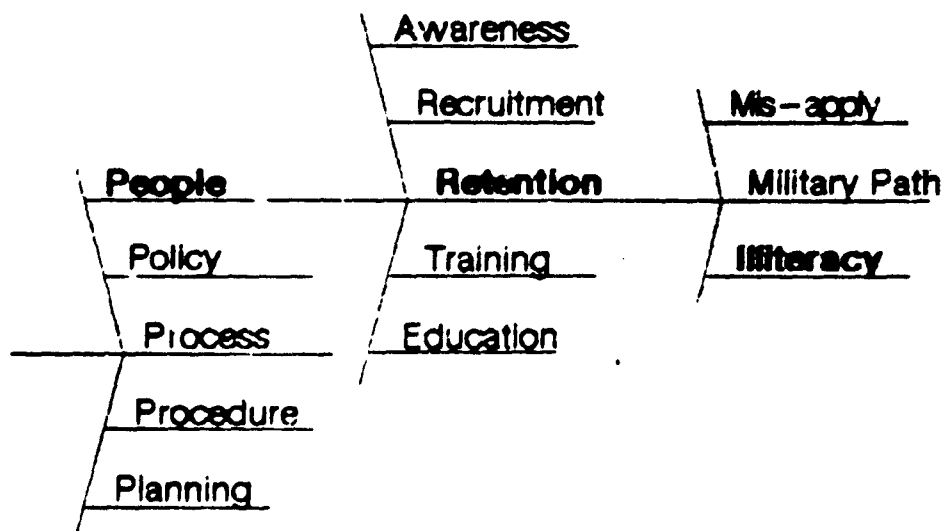 Awareness
Recruitment
Mis-apply
People
Retention
Military Path
Policy
Training
Illiteracy
Process
Education
Procedure
Planning